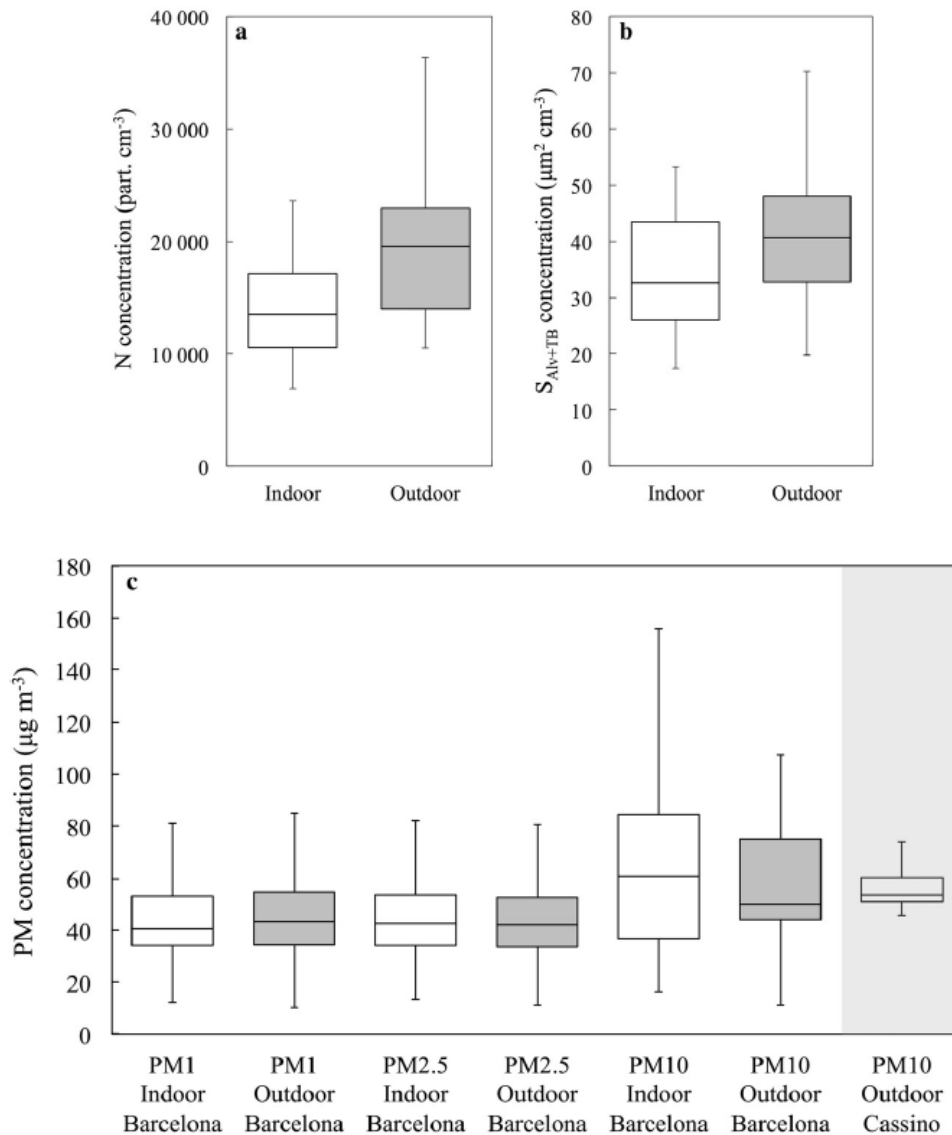 a
N concentration (part. cm⁻³)
40 000
30 000
20 000
10 000
0
Indoor Outdoor
b
S_Alv+TB concentration (µm² cm⁻³)
80
70
60
50
40
30
20
10
0
Indoor Outdoor
c
PM concentration (µg m⁻³)
180
160
140
120
100
80
60
40
20
0
PM1 PM1 PM2.5 PM2.5 PM10 PM10 PM10
Indoor Outdoor Indoor Outdoor Indoor Outdoor Outdoor
Barcelona Barcelona Barcelona Barcelona Barcelona Barcelona Cassino